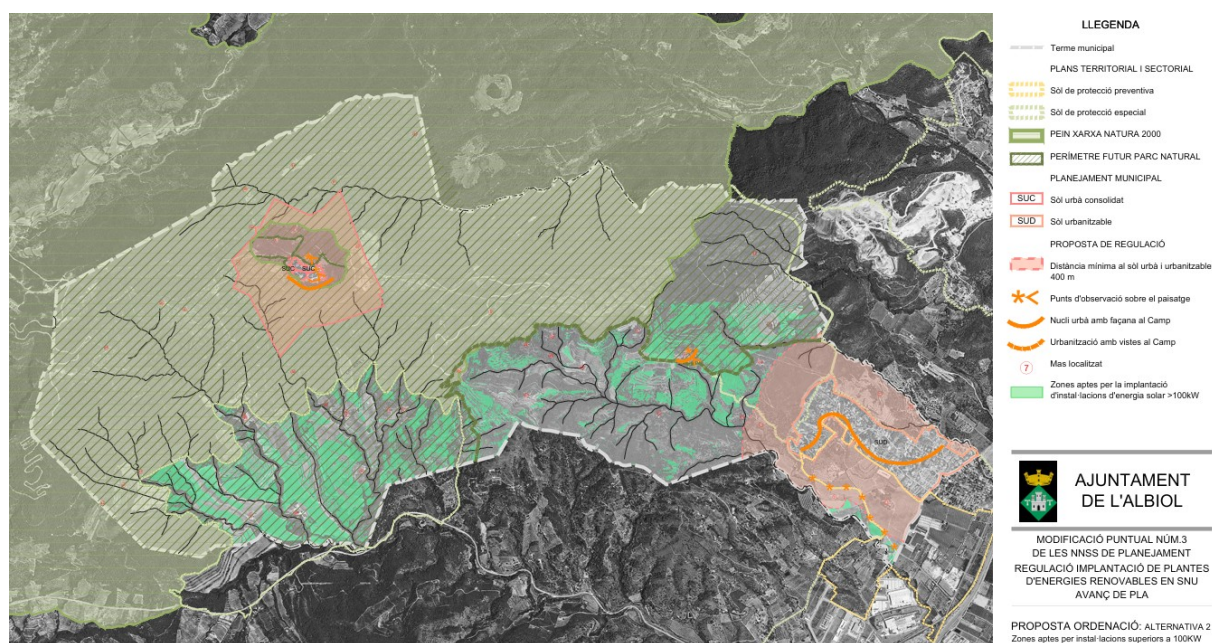 LLEGENDA
Terme municipal
PLANS TERRITORIAL I SECTORIAL
Sòl de protecció preventiva
Sòl de protecció especial
PEIN XARXA NATURA 2000
PERÍMETRE FUTUR PARC NATURAL
PLANEJAMENT MUNICIPAL
SUC Sòl urbà consolidat
SUD Sòl urbanitzable
PROPOSTA DE REGULACIÓ
Distància mínima al sòl urbà i urbanitzable
400 m
Punts d'observació sobre el paisatge
Nucli urbà amb façana al Camp
Urbanització amb vistes al Camp
7 Mas localitzat
Zones aptes per la implantació
d'instal·lacions d'energia solar >100kW
AJUNTAMENT
DE L'ALBIOL
MODIFICACIÓ PUNTUAL NÚM.3
DE LES NNSS DE PLANEJAMENT
REGULACIÓ IMPLANTACIÓ DE PLANTES
D'ENERGIES RENOVABLES EN SNU
AVANÇ DE PLA
PROPOSTA ORDENACIÓ: ALTERNATIVA 2
Zones aptes per instal·lacions superiors a 100KW
SUC SUC
SUD